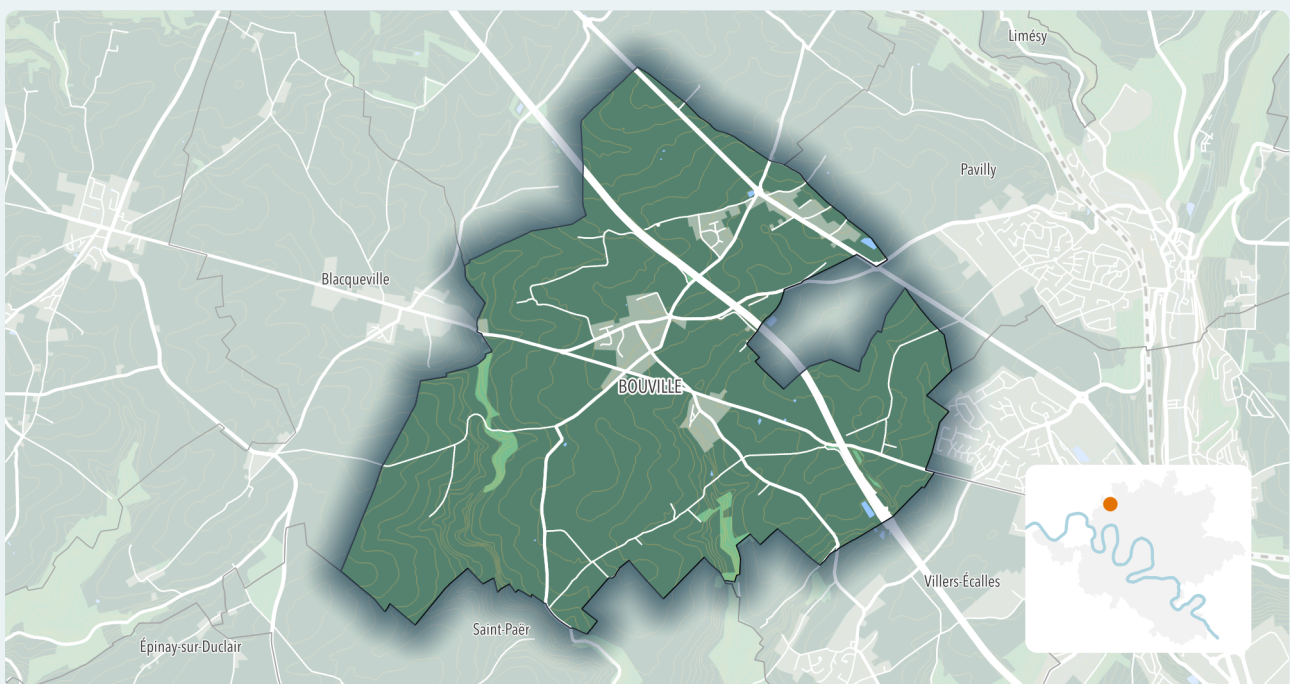 Limésy
Pavilly
Blacqueville
BOUVILLE
Villers-Écalles
Saint-Paër
Épinay-sur-Duclair